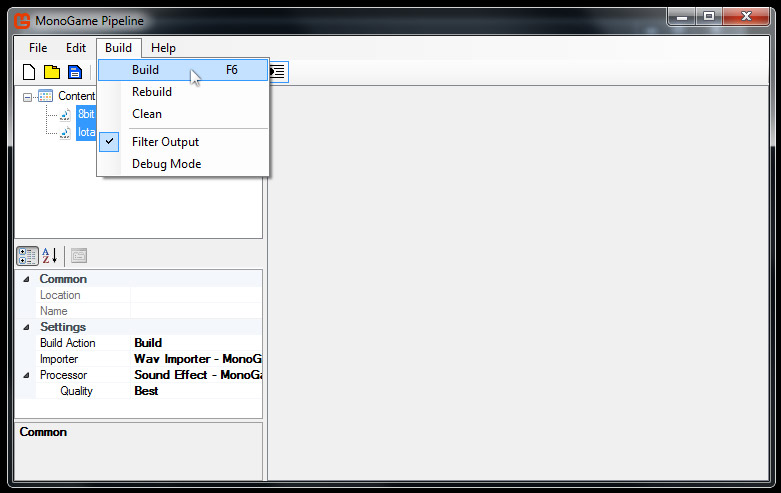 MonoGame Pipeline
File Edit Build Help
Build F6
Rebuild
Clean
Filter Output
Debug Mode
Content
8bit
lota
A
Z
Common
Location
Name
Settings
Build Action Build
Importer Wav Importer - MonoG
Processor Sound Effect - MonoGa
Quality Best
Common